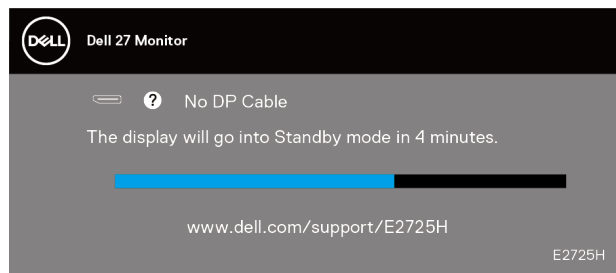 DELL
Dell 27 Monitor
? No DP Cable
The display will go into Standby mode in 4 minutes.
www.dell.com/support/E2725H
E2725H